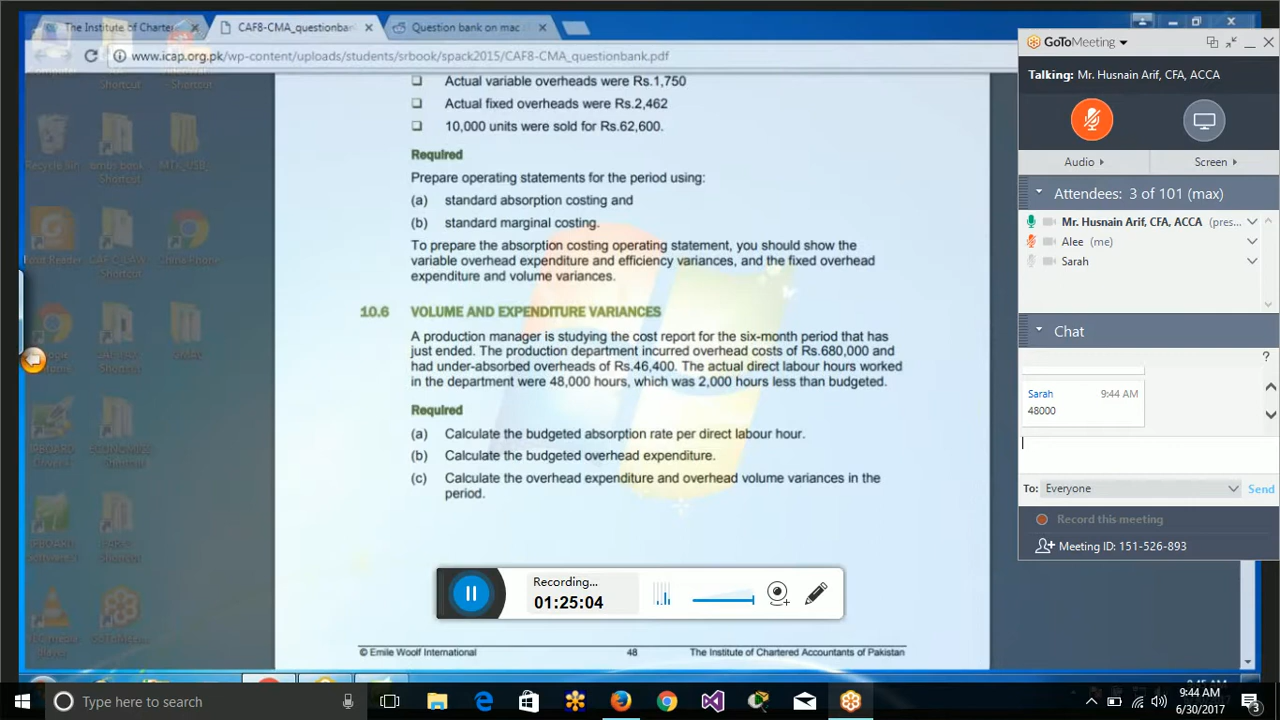 The Institute of Charter
CAF8-CMA_questionban
Question bank on mac
www.icap.org.pk/wp-content/uploads/students/srbook/spack2015/CAF8-CMA_questionbank.pdf
Actual variable overheads were Rs.1,750
Actual fixed overheads were Rs.2,462
10,000 units were sold for Rs.62,600.
Required
Prepare operating statements for the period using:
(a) standard absorption costing and
(b) standard marginal costing.
To prepare the absorption costing operating statement, you should show the
variable overhead expenditure and efficiency variances, and the fixed overhead
expenditure and volume variances.
10.6 VOLUME AND EXPENDITURE VARIANCES
A production manager is studying the cost report for the six-month period that has
just ended. The production department incurred overhead costs of Rs.680,000 and
had under-absorbed overheads of Rs.46,400. The actual direct labour hours worked
in the department were 48,000 hours, which was 2,000 hours less than budgeted.
Required
(a) Calculate the budgeted absorption rate per direct labour hour.
(b) Calculate the budgeted overhead expenditure.
(c) Calculate the overhead expenditure and overhead volume variances in the
period.
© Emile Woolf International 48 The Institute of Chartered Accountants of Pakistan
Recycle Bin
Foxit Reader
China Phone
Recording...
01:25:04
GoToMeeting
Talking: Mr. Husnain Arif, CFA, ACCA
Audio
Screen
Attendees: 3 of 101 (max)
Mr. Husnain Arif, CFA, ACCA (pres...
Alee (me)
Sarah
Chat
?
Sarah 9:44 AM
48000
To: Everyone
Send
Record this meeting
Meeting ID: 151-526-893
Type here to search
9:44 AM
6/30/2017
3